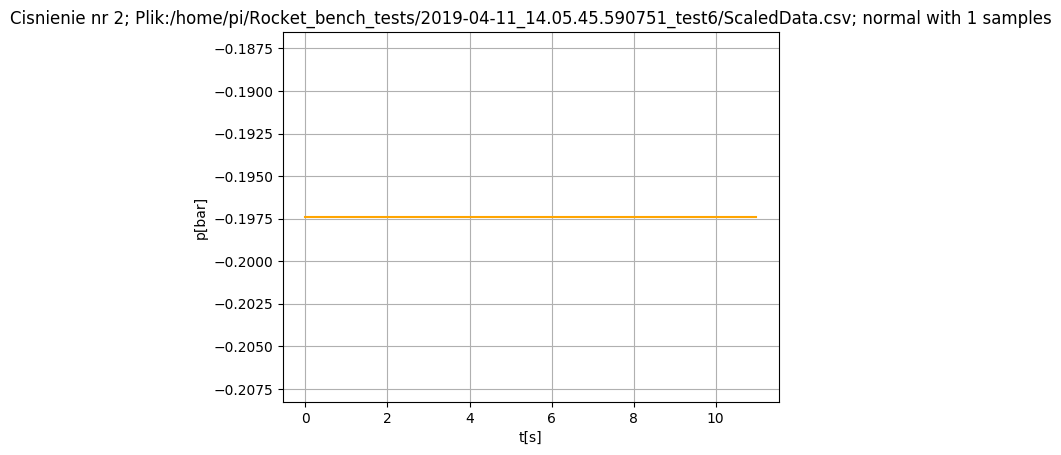 Cisnienie nr 2; Plik:/home/pi/Rocket_bench_tests/2019-04-11_14.05.45.590751_test6/ScaledData.csv; normal with 1 samples
−0.1875
−0.1900
−0.1925
−0.1950
−0.1975
−0.2000
−0.2025
−0.2050
−0.2075
p[bar]
0 2 4 6 8 10
t[s]